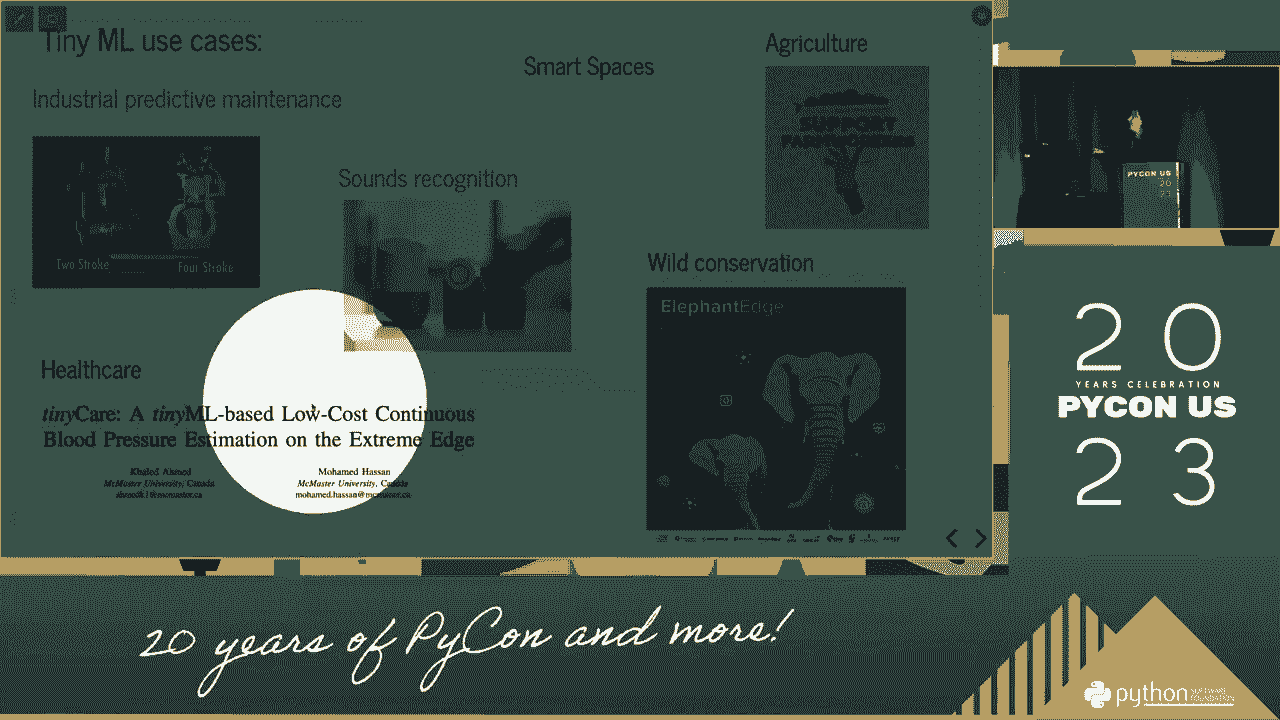 Tiny ML use cases:
Industrial predictive maintenance
Two Stroke
Four Stroke
Sounds recognition
Smart Spaces
Agriculture
SUPPORT
Wild conservation
ElephantEdge
Healthcare
tinyCare: A tinyML-based Low-Cost Continuous
Blood Pressure Estimation on the Extreme Edge
Khaled Ahmed
McMaster University, Canada
Mohamed Hassan
McMaster University, Canada
mohamed.hassan@mcmaster.ca
PYCON US
20
23
20
YEARS CELEBRATION
PYCON US
23
20 years of PyCon and more!
python
SOFTWARE
FOUNDATION